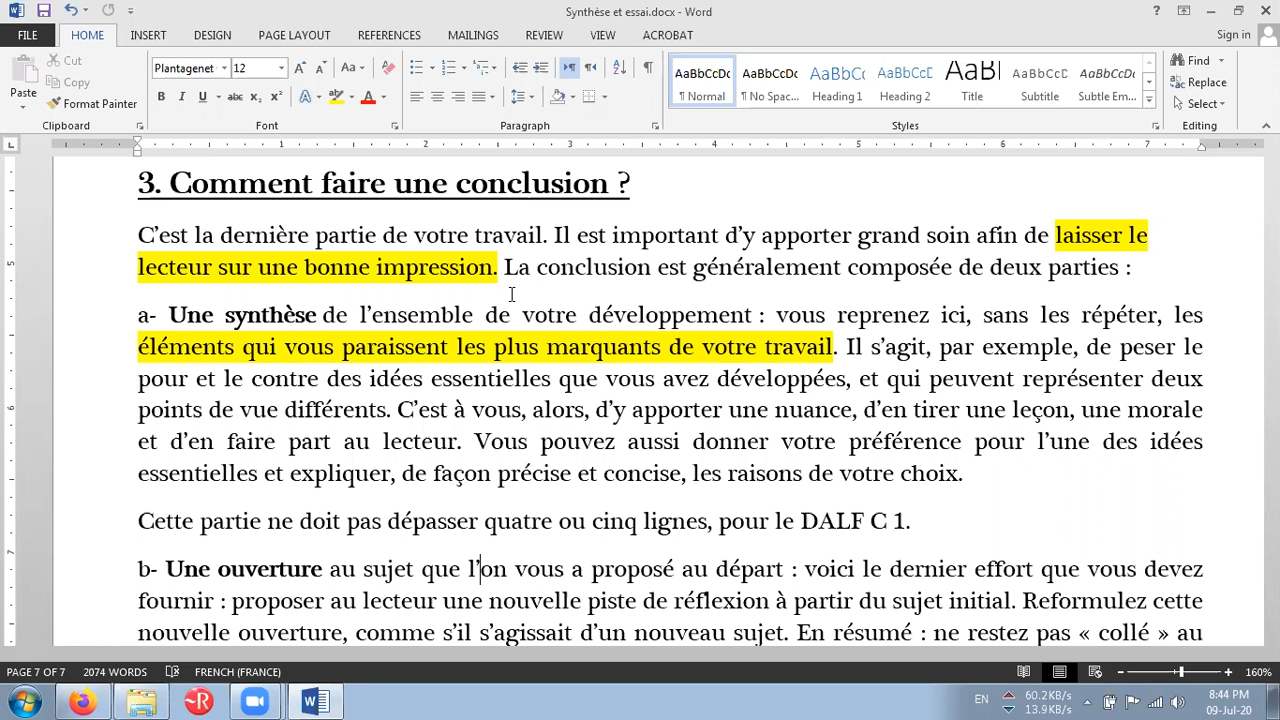 Synthèse et essai.docx - Word
FILE HOME INSERT DESIGN PAGE LAYOUT REFERENCES MAILINGS REVIEW VIEW ACROBAT Sign in
Paste
Cut
Copy
Format Painter
Clipboard
Plantagenet 12
Font
Paragraph
AaBbCcDc ¶ Normal
AaBbCcDc ¶ No Spac...
AaBbCc Heading 1
AaBbCcC Heading 2
AaBb Title
AaBbCcC Subtitle
AaBbCcDc Subtle Em...
Styles
Find
Replace
Select
Editing
1 2 3 4 5 6 7
3. Comment faire une conclusion ?
C’est la dernière partie de votre travail. Il est important d’y apporter grand soin afin de laisser le
lecteur sur une bonne impression. La conclusion est généralement composée de deux parties :
a- Une synthèse de l’ensemble de votre développement : vous reprenez ici, sans les répéter, les
éléments qui vous paraissent les plus marquants de votre travail. Il s’agit, par exemple, de peser le
pour et le contre des idées essentielles que vous avez développées, et qui peuvent représenter deux
points de vue différents. C’est à vous, alors, d’y apporter une nuance, d’en tirer une leçon, une morale
et d’en faire part au lecteur. Vous pouvez aussi donner votre préférence pour l’une des idées
essentielles et expliquer, de façon précise et concise, les raisons de votre choix.
Cette partie ne doit pas dépasser quatre ou cinq lignes, pour le DALF C 1.
b- Une ouverture au sujet que l’on vous a proposé au départ : voici le dernier effort que vous devez
fournir : proposer au lecteur une nouvelle piste de réflexion à partir du sujet initial. Reformulez cette
nouvelle ouverture, comme s’il s’agissait d’un nouveau sujet. En résumé : ne restez pas « collé » au
PAGE 7 OF 7 2074 WORDS FRENCH (FRANCE) 160%
EN 60.2KB/s 13.9KB/s 8:44 PM
09-Jul-20